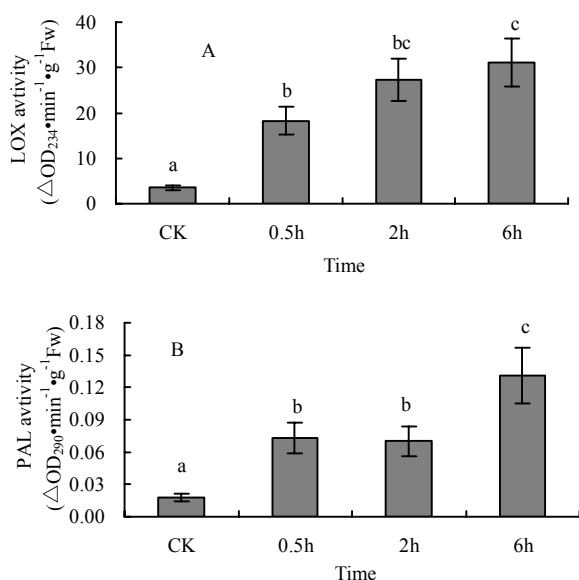 LOX avtivity
(△OD₂₃₄•min⁻¹•g⁻¹Fw)
40
30
20
10
0
A
a
b
bc
c
CK
0.5h
2h
6h
Time
PAL avtivity
(△OD₂₉₀•min⁻¹•g⁻¹Fw)
0.18
0.15
0.12
0.09
0.06
0.03
0.00
B
a
b
b
c
CK
0.5h
2h
6h
Time